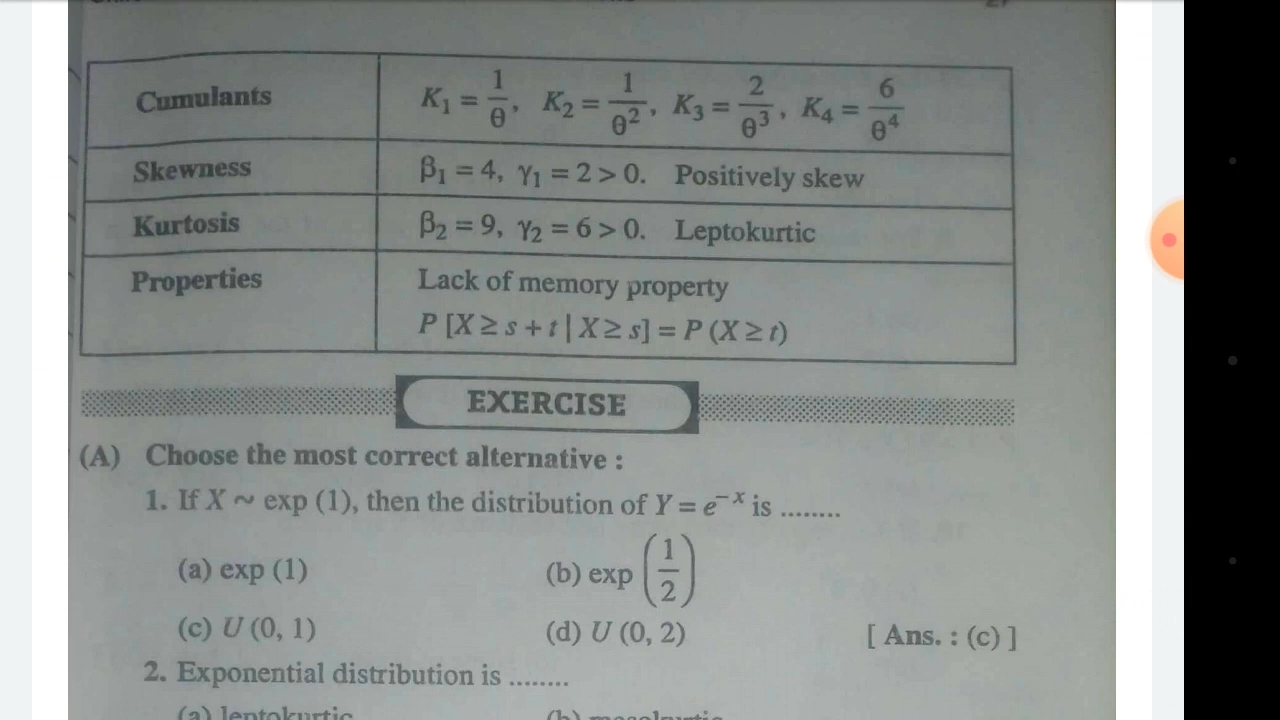 Cumulants K₁ = 1/θ, K₂ = 1/θ², K₃ = 2/θ³, K₄ = 6/θ⁴
Skewness β₁ = 4, γ₁ = 2 > 0. Positively skew
Kurtosis β₂ = 9, γ₂ = 6 > 0. Leptokurtic
Properties Lack of memory property
P [X ≥ s + t | X ≥ s] = P (X ≥ t)
EXERCISE
(A) Choose the most correct alternative :
1. If X ~ exp (1), then the distribution of Y = e⁻ˣ is ........
(a) exp (1) (b) exp (1/2)
(c) U (0, 1) (d) U (0, 2) [ Ans. : (c) ]
2. Exponential distribution is ........
(a) leptokurtic (b) mesokurtic